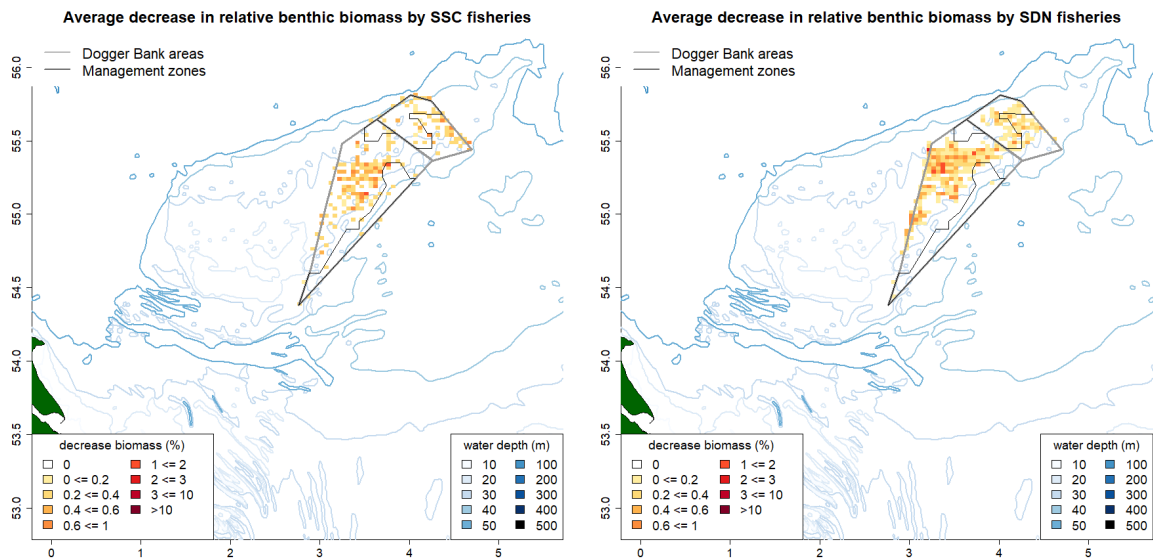 Average decrease in relative benthic biomass by SSC fisheries
Dogger Bank areas
Management zones
56.0
55.5
55.0
54.5
54.0
53.5
53.0
decrease biomass (%)
0
0 <= 0.2
0.2 <= 0.4
0.4 <= 0.6
0.6 <= 1
1 <= 2
2 <= 3
3 <= 10
>10
water depth (m)
10
20
30
40
50
100
200
300
400
500
0
1
2
3
4
5
Average decrease in relative benthic biomass by SDN fisheries
Dogger Bank areas
Management zones
56.0
55.5
55.0
54.5
54.0
53.5
53.0
decrease biomass (%)
0
0 <= 0.2
0.2 <= 0.4
0.4 <= 0.6
0.6 <= 1
1 <= 2
2 <= 3
3 <= 10
>10
water depth (m)
10
20
30
40
50
100
200
300
400
500
0
1
2
3
4
5